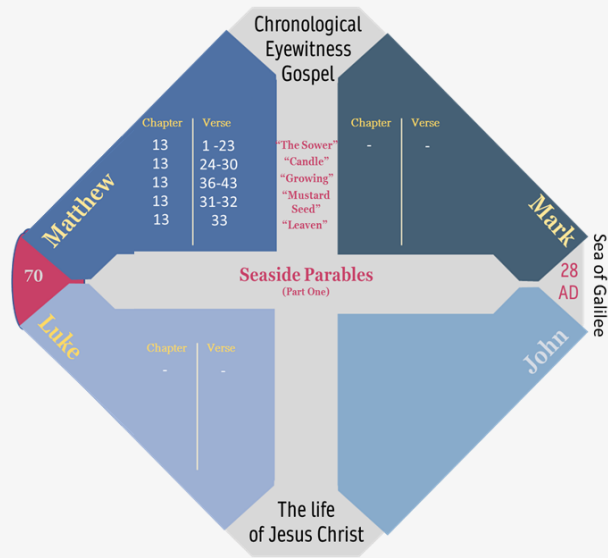 Chronological
Eyewitness
Gospel
Matthew
Chapter Verse
13 1 -23
13 24-30
13 36-43
13 31-32
13 33
“The Sower”
“Candle”
“Growing”
“Mustard
Seed”
“Leaven”
Mark
Chapter Verse
- -
70
Seaside Parables
(Part One)
28
AD
Sea of Galilee
Luke
Chapter Verse
- -
John
The life
of Jesus Christ